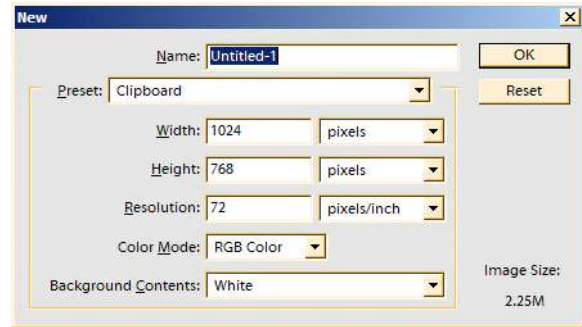 New
Name: Untitled-1
OK
Preset: Clipboard
Reset
Width: 1024 pixels
Height: 768 pixels
Resolution: 72 pixels/inch
Color Mode: RGB Color
Image Size:
Background Contents: White
2.25M